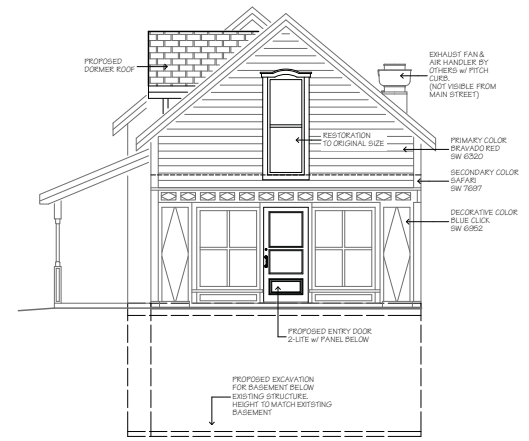 PROPOSED
DORMER ROOF
EXHAUST FAN &
AIR HANDLER BY
OTHERS w/ PITCH
CURB.
(NOT VISIBLE FROM
MAIN STREET)
RESTORATION
TO ORIGINAL SIZE
PRIMARY COLOR
BRAVADO RED
SW 6320
SECONDARY COLOR
SAFARI
SW 7697
DECORATIVE COLOR
BLUE CLICK
SW 6952
PROPOSED ENTRY DOOR
2-LITE w/ PANEL BELOW
PROPOSED EXCAVATION
FOR BASEMENT BELOW
EXISTING STRUCTURE.
HEIGHT TO MATCH EXITSTING
BASEMENT